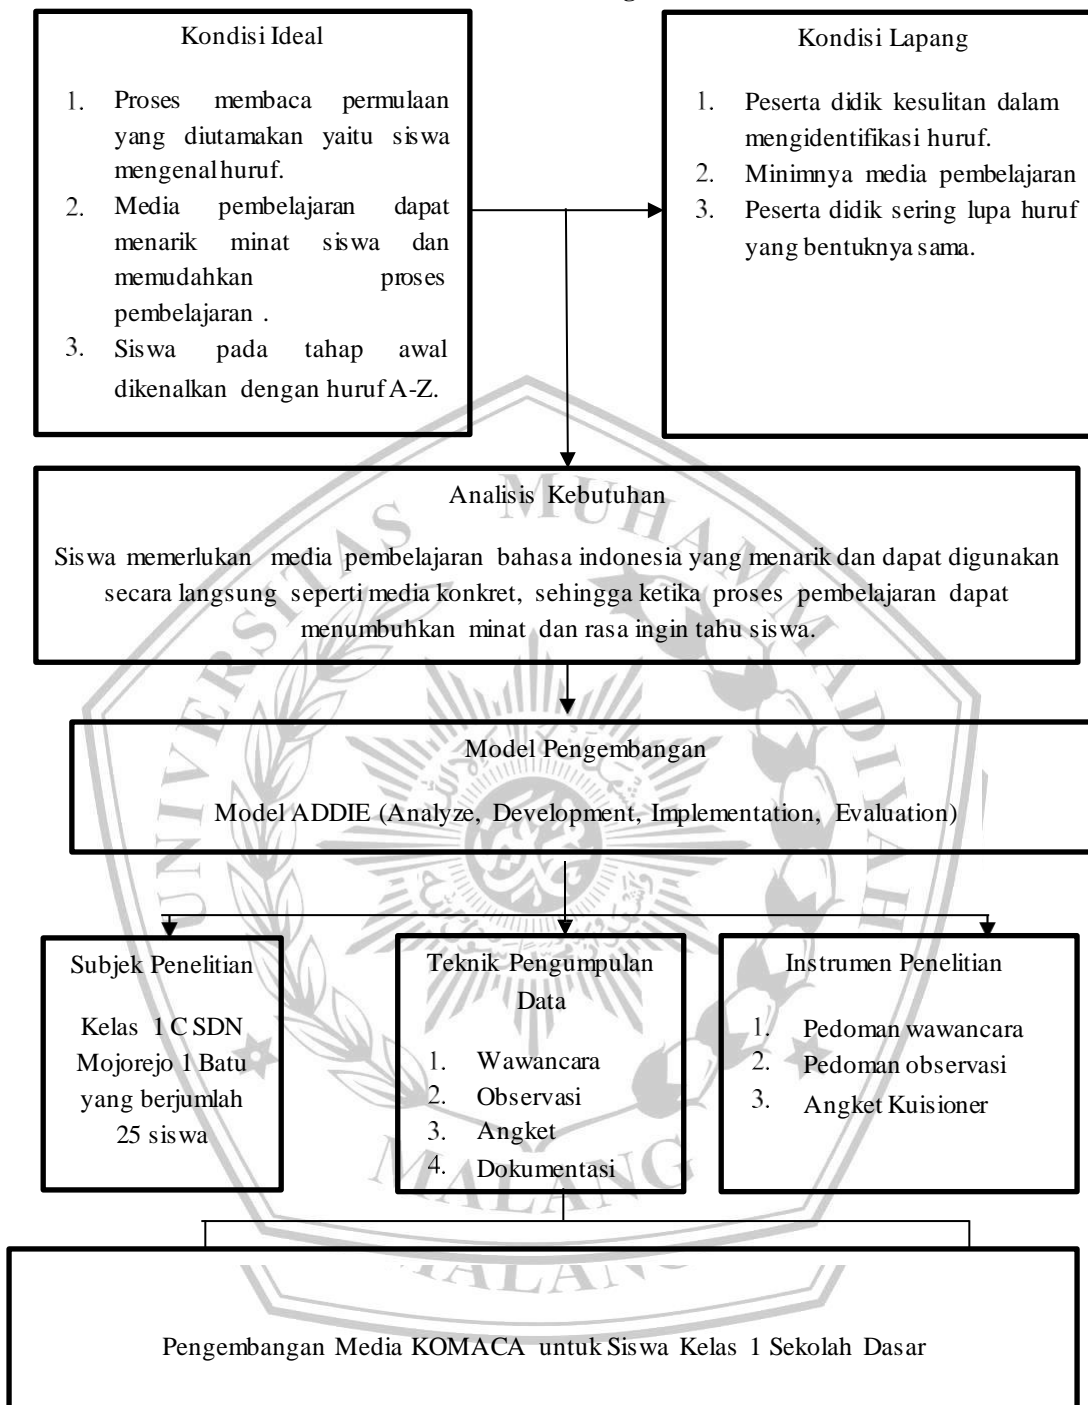 Kondisi Ideal
1. Proses membaca permulaan
yang diutamakan yaitu siswa
mengenal huruf.
2. Media pembelajaran dapat
menarik minat siswa dan
memudahkan proses
pembelajaran .
3. Siswa pada tahap awal
dikenalkan dengan huruf A-Z.
Kondisi Lapang
1. Peserta didik kesulitan dalam
mengidentifikasi huruf.
2. Minimnya media pembelajaran
3. Peserta didik sering lupa huruf
yang bentuknya sama.
Analisis Kebutuhan
Siswa memerlukan media pembelajaran bahasa indonesia yang menarik dan dapat digunakan
secara langsung seperti media konkret, sehingga ketika proses pembelajaran dapat
menumbuhkan minat dan rasa ingin tahu siswa.
Model Pengembangan
Model ADDIE (Analyze, Development, Implementation, Evaluation)
Subjek Penelitian
Kelas 1 C SDN
Mojorejo 1 Batu
yang berjumlah
25 siswa
Teknik Pengumpulan
Data
1. Wawancara
2. Observasi
3. Angket
4. Dokumentasi
Instrumen Penelitian
1. Pedoman wawancara
2. Pedoman observasi
3. Angket Kuisioner
Pengembangan Media KOMACA untuk Siswa Kelas 1 Sekolah Dasar
UNIVERSITAS MUHAMMADIYAH
MALANG
MALANG